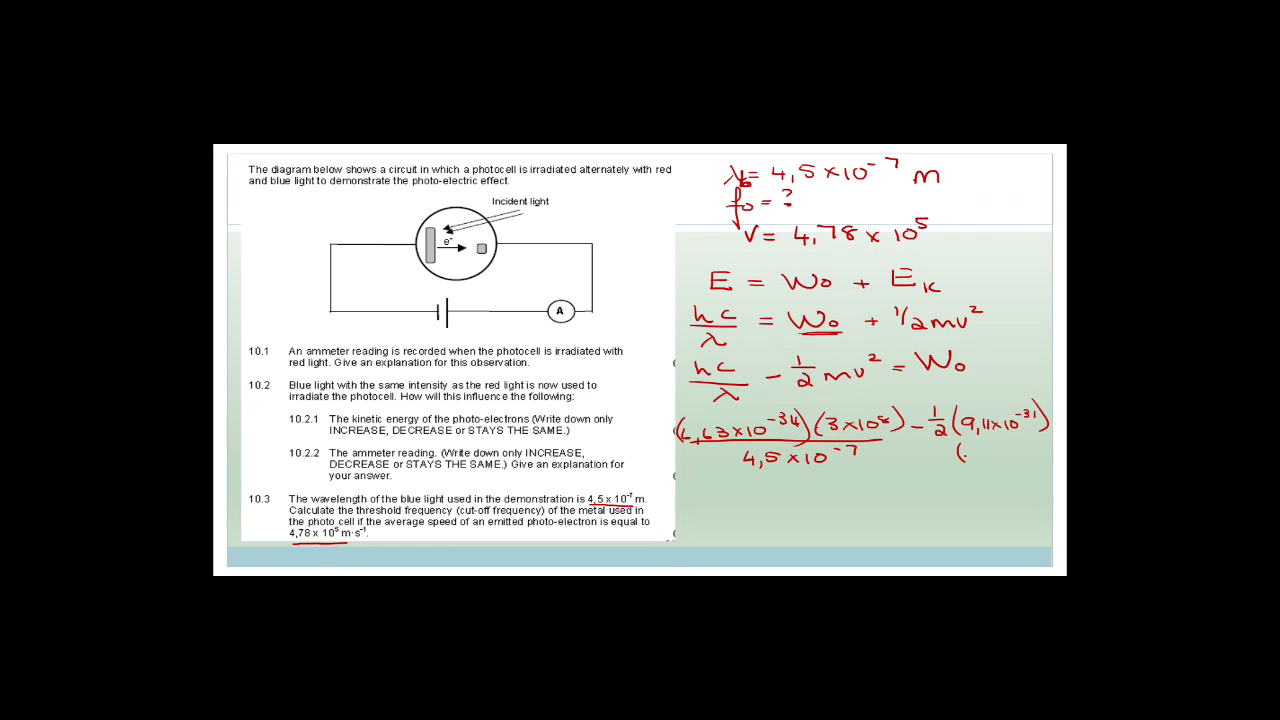 The diagram below shows a circuit in which a photocell is irradiated alternately with red
and blue light to demonstrate the photo-electric effect.
Incident light
e⁻
A
10.1 An ammeter reading is recorded when the photocell is irradiated with
red light. Give an explanation for this observation.
10.2 Blue light with the same intensity as the red light is now used to
irradiate the photocell. How will this influence the following:
10.2.1 The kinetic energy of the photo-electrons (Write down only
INCREASE, DECREASE or STAYS THE SAME.)
10.2.2 The ammeter reading. (Write down only INCREASE,
DECREASE or STAYS THE SAME.) Give an explanation for
your answer.
10.3 The wavelength of the blue light used in the demonstration is 4,5 x 10⁻⁷ m.
Calculate the threshold frequency (cut-off frequency) of the metal used in
the photo cell if the average speed of an emitted photo-electron is equal to
4,78 x 10⁵ m·s⁻¹.
λ = 4,5 x 10⁻⁷ m
f₀ = ?
v = 4,78 x 10⁵
E = W₀ + Eₖ
hc/λ = W₀ + 1/2mv²
hc/λ - 1/2 mv² = W₀
(6,63x10⁻³⁴)(3x10⁸) - 1/2 (9,11x10⁻³¹)
4,5x10⁻⁷ (